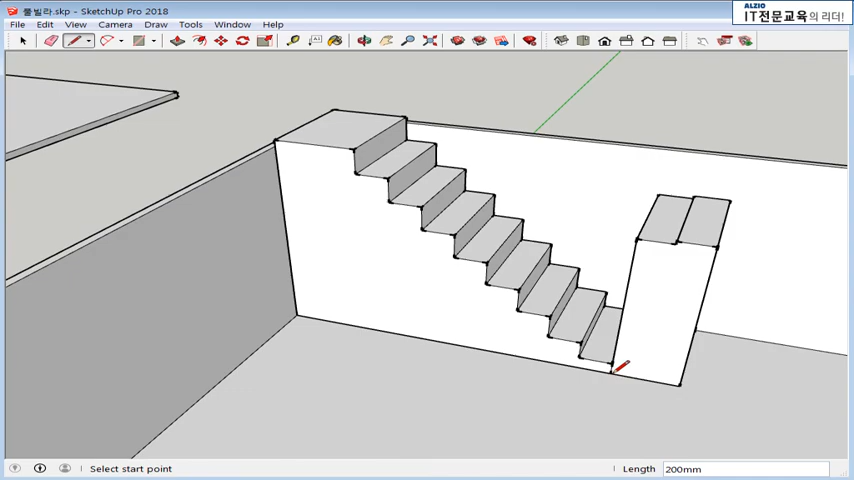 풀빌라.skp - SketchUp Pro 2018
ALZIO
IT전문교육의 리더!
File Edit View Camera Draw Tools Window Help
Select start point
Length 200mm